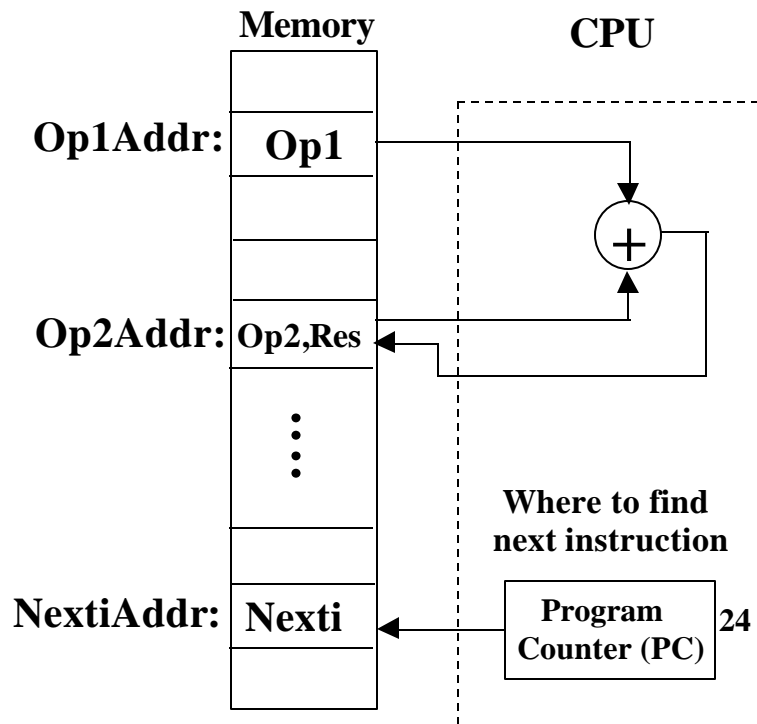 Memory
CPU
Op1Addr:
Op1
+
Op2Addr:
Op2,Res
Where to find
next instruction
NextiAddr:
Nexti
Program
Counter (PC)
24